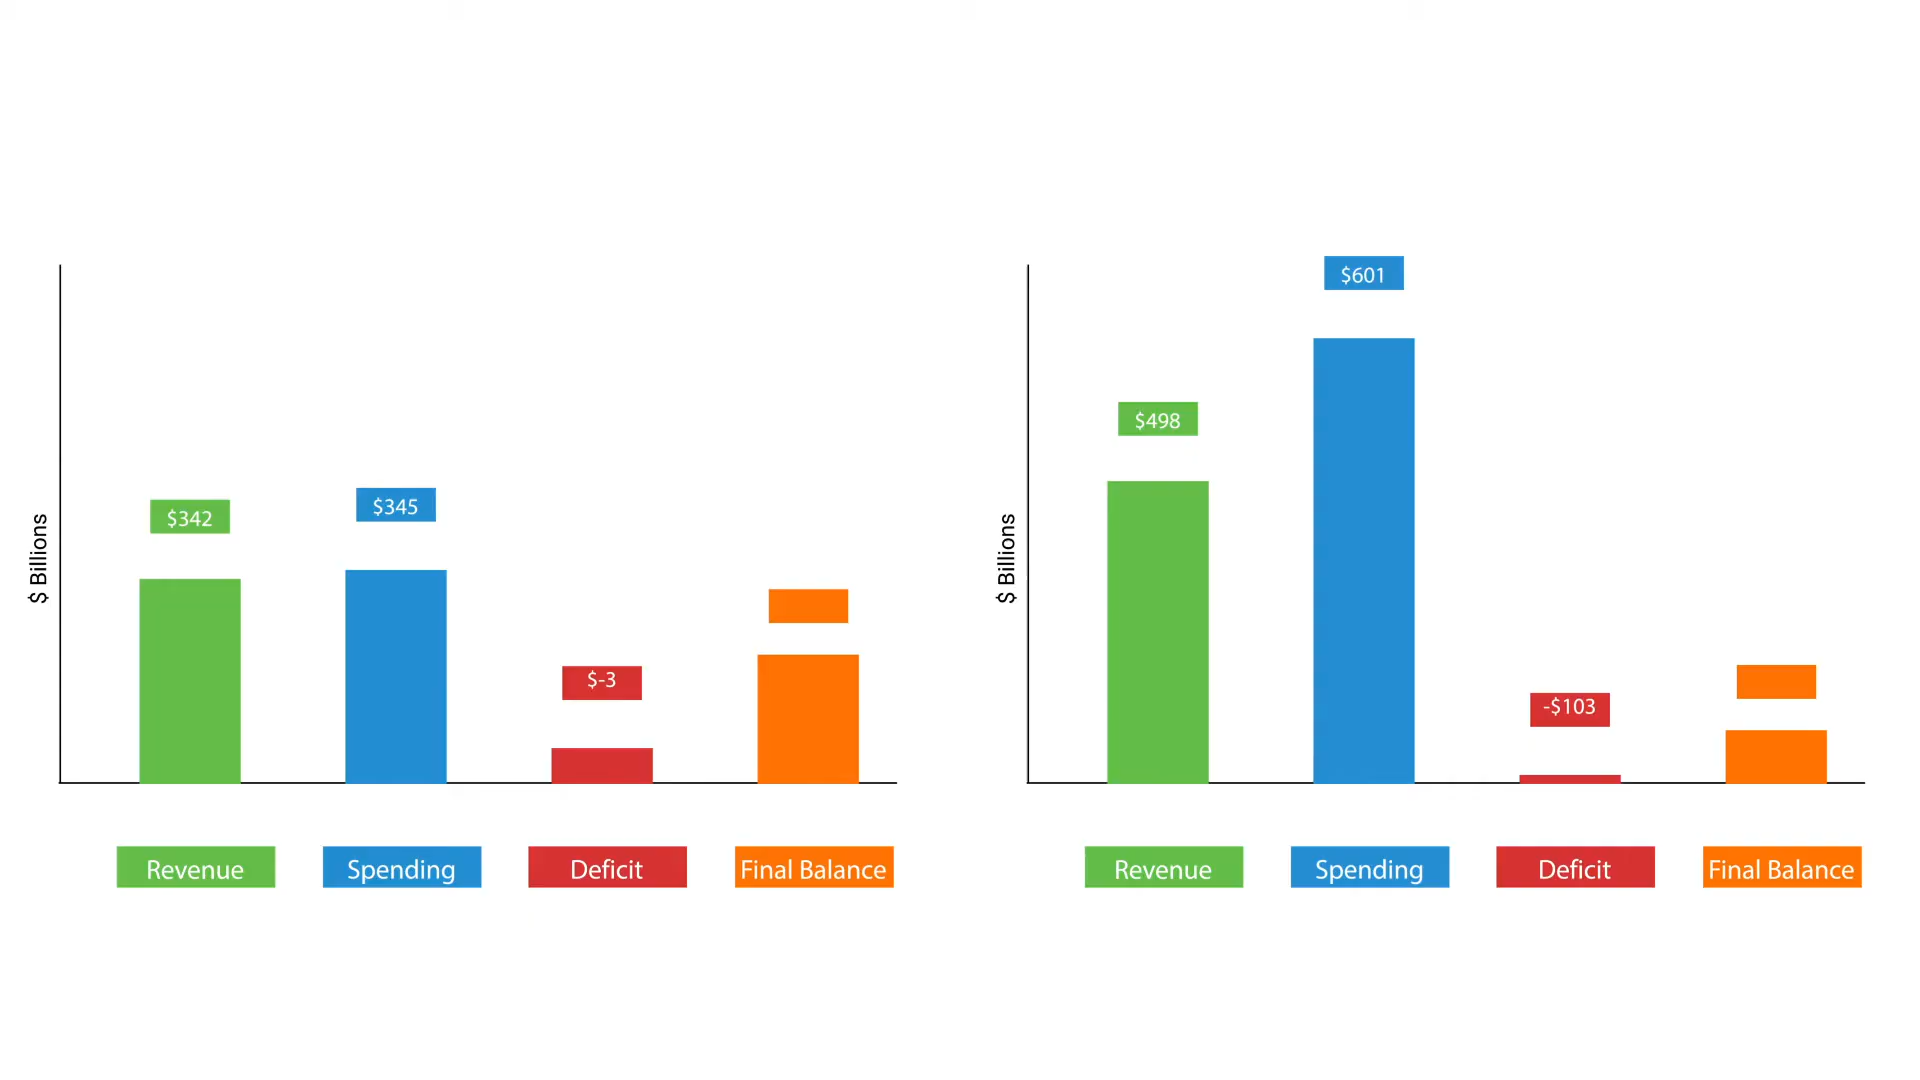 $ Billions
$342
$345
$-3
Revenue
Spending
Deficit
Final Balance
$ Billions
$498
$601
-$103
Revenue
Spending
Deficit
Final Balance